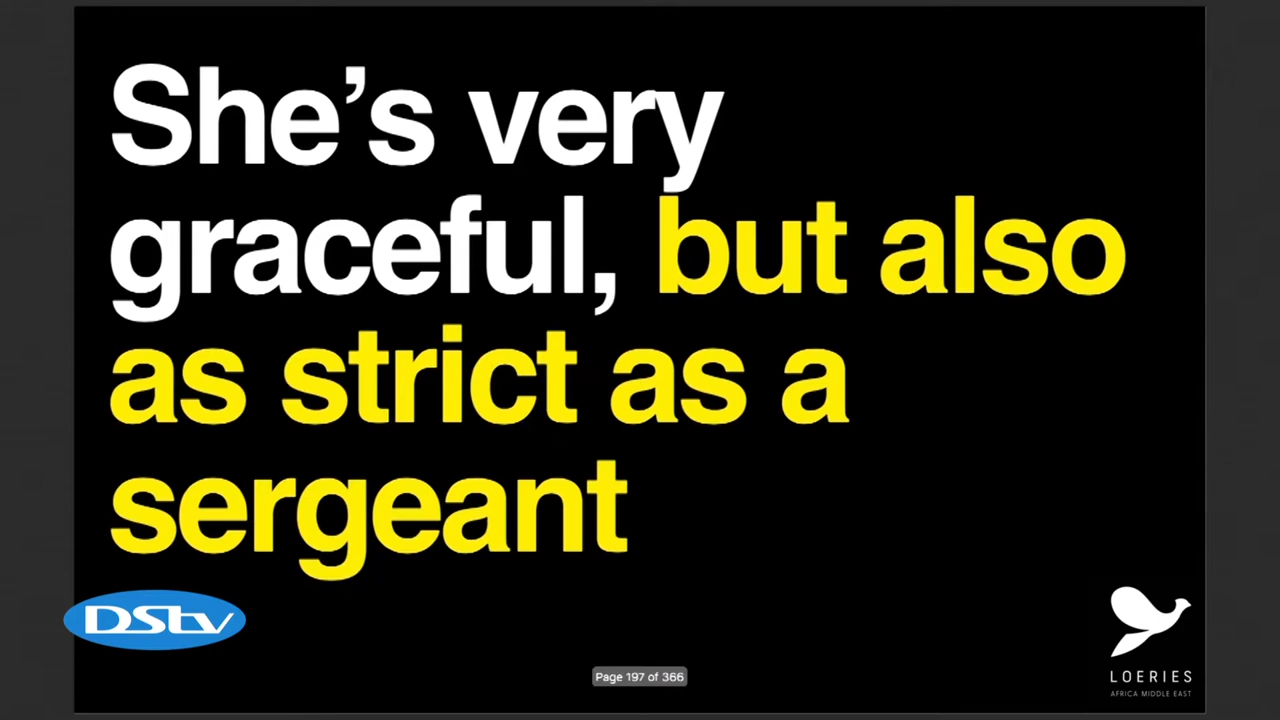 She’s very
graceful, but also
as strict as a
sergeant
DStv
Page 197 of 366
LOERIES
AFRICA MIDDLE EAST